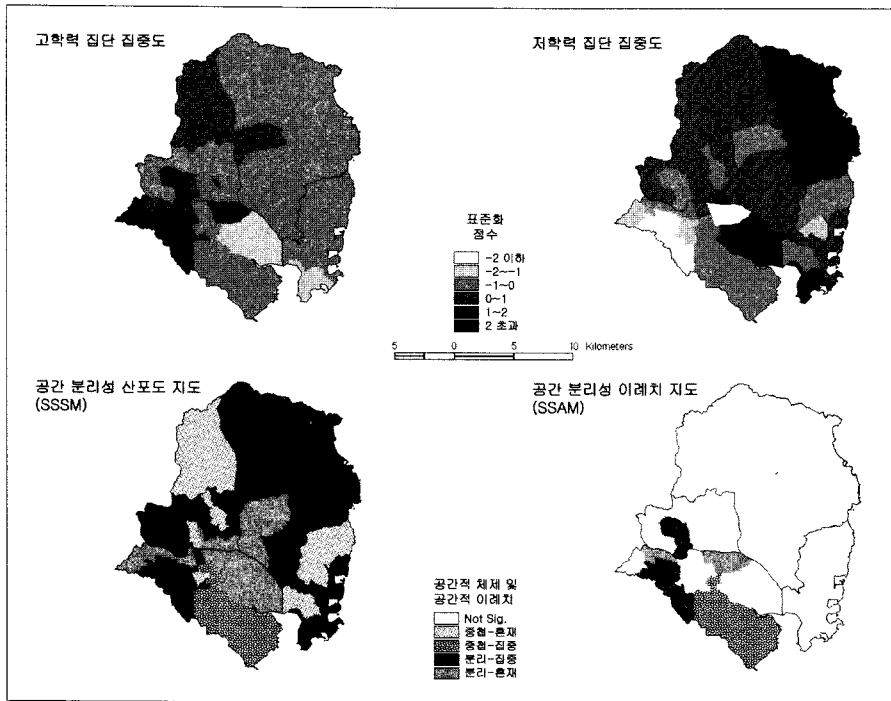 고학력 집단 집중도
저학력 집단 집중도
표준화
점수
-2 이하
-2~-1
-1~0
0~1
1~2
2 초과
5 0 5 10 Kilometers
공간 분리성 산포도 지도
(SSSM)
공간 분리성 이례치 지도
(SSAM)
공간적 체제 및
공간적 이례치
Not Sig.
중첩-혼재
중첩-집중
분리-집중
분리-혼재